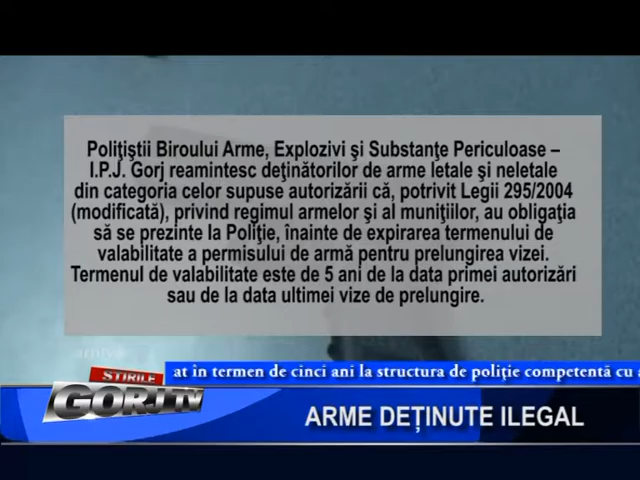 Poliţiştii Biroului Arme, Explozivi şi Substanţe Periculoase –
I.P.J. Gorj reamintesc deţinătorilor de arme letale şi neletale
din categoria celor supuse autorizării că, potrivit Legii 295/2004
(modificată), privind regimul armelor şi al muniţiilor, au obligaţia
să se prezinte la Poliţie, înainte de expirarea termenului de
valabilitate a permisului de armă pentru prelungirea vizei.
Termenul de valabilitate este de 5 ani de la data primei autorizări
sau de la data ultimei vize de prelungire.
arhiva
at in termen de cinci ani la structura de poliţie competentă cu a
STIRILE
GORJ TV
ARME DEȚINUTE ILEGAL